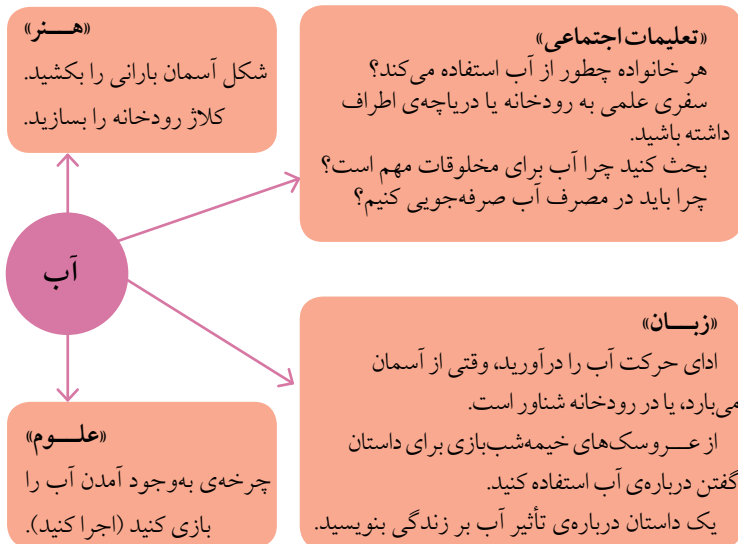 «هـــنر»
شکل آسمان بارانی را بکشید.
کلاژ رودخانه را بسازید.
«تعلیمات اجتماعی»
هر خانواده چطور از آب استفاده می‌کند؟
سفری علمی به رودخانه یا دریاچه‌ی اطراف
داشته باشید.
بحث کنید چرا آب برای مخلوقات مهم است؟
چرا باید در مصرف آب صرفه‌جویی کنیم؟
آب
«زبـــان»
ادای حرکت آب را درآورید، وقتی از آسمان
می‌بارد، یا در رودخانه شناور است.
از عـــروسک‌های خیمه‌شب‌بازی برای داستان
گفتن درباره‌ی آب استفاده کنید.
یک داستان درباره‌ی تأثیر آب بر زندگی بنویسید.
«علـــوم»
چرخه‌ی به‌وجود آمدن آب را
بازی کنید (اجرا کنید).